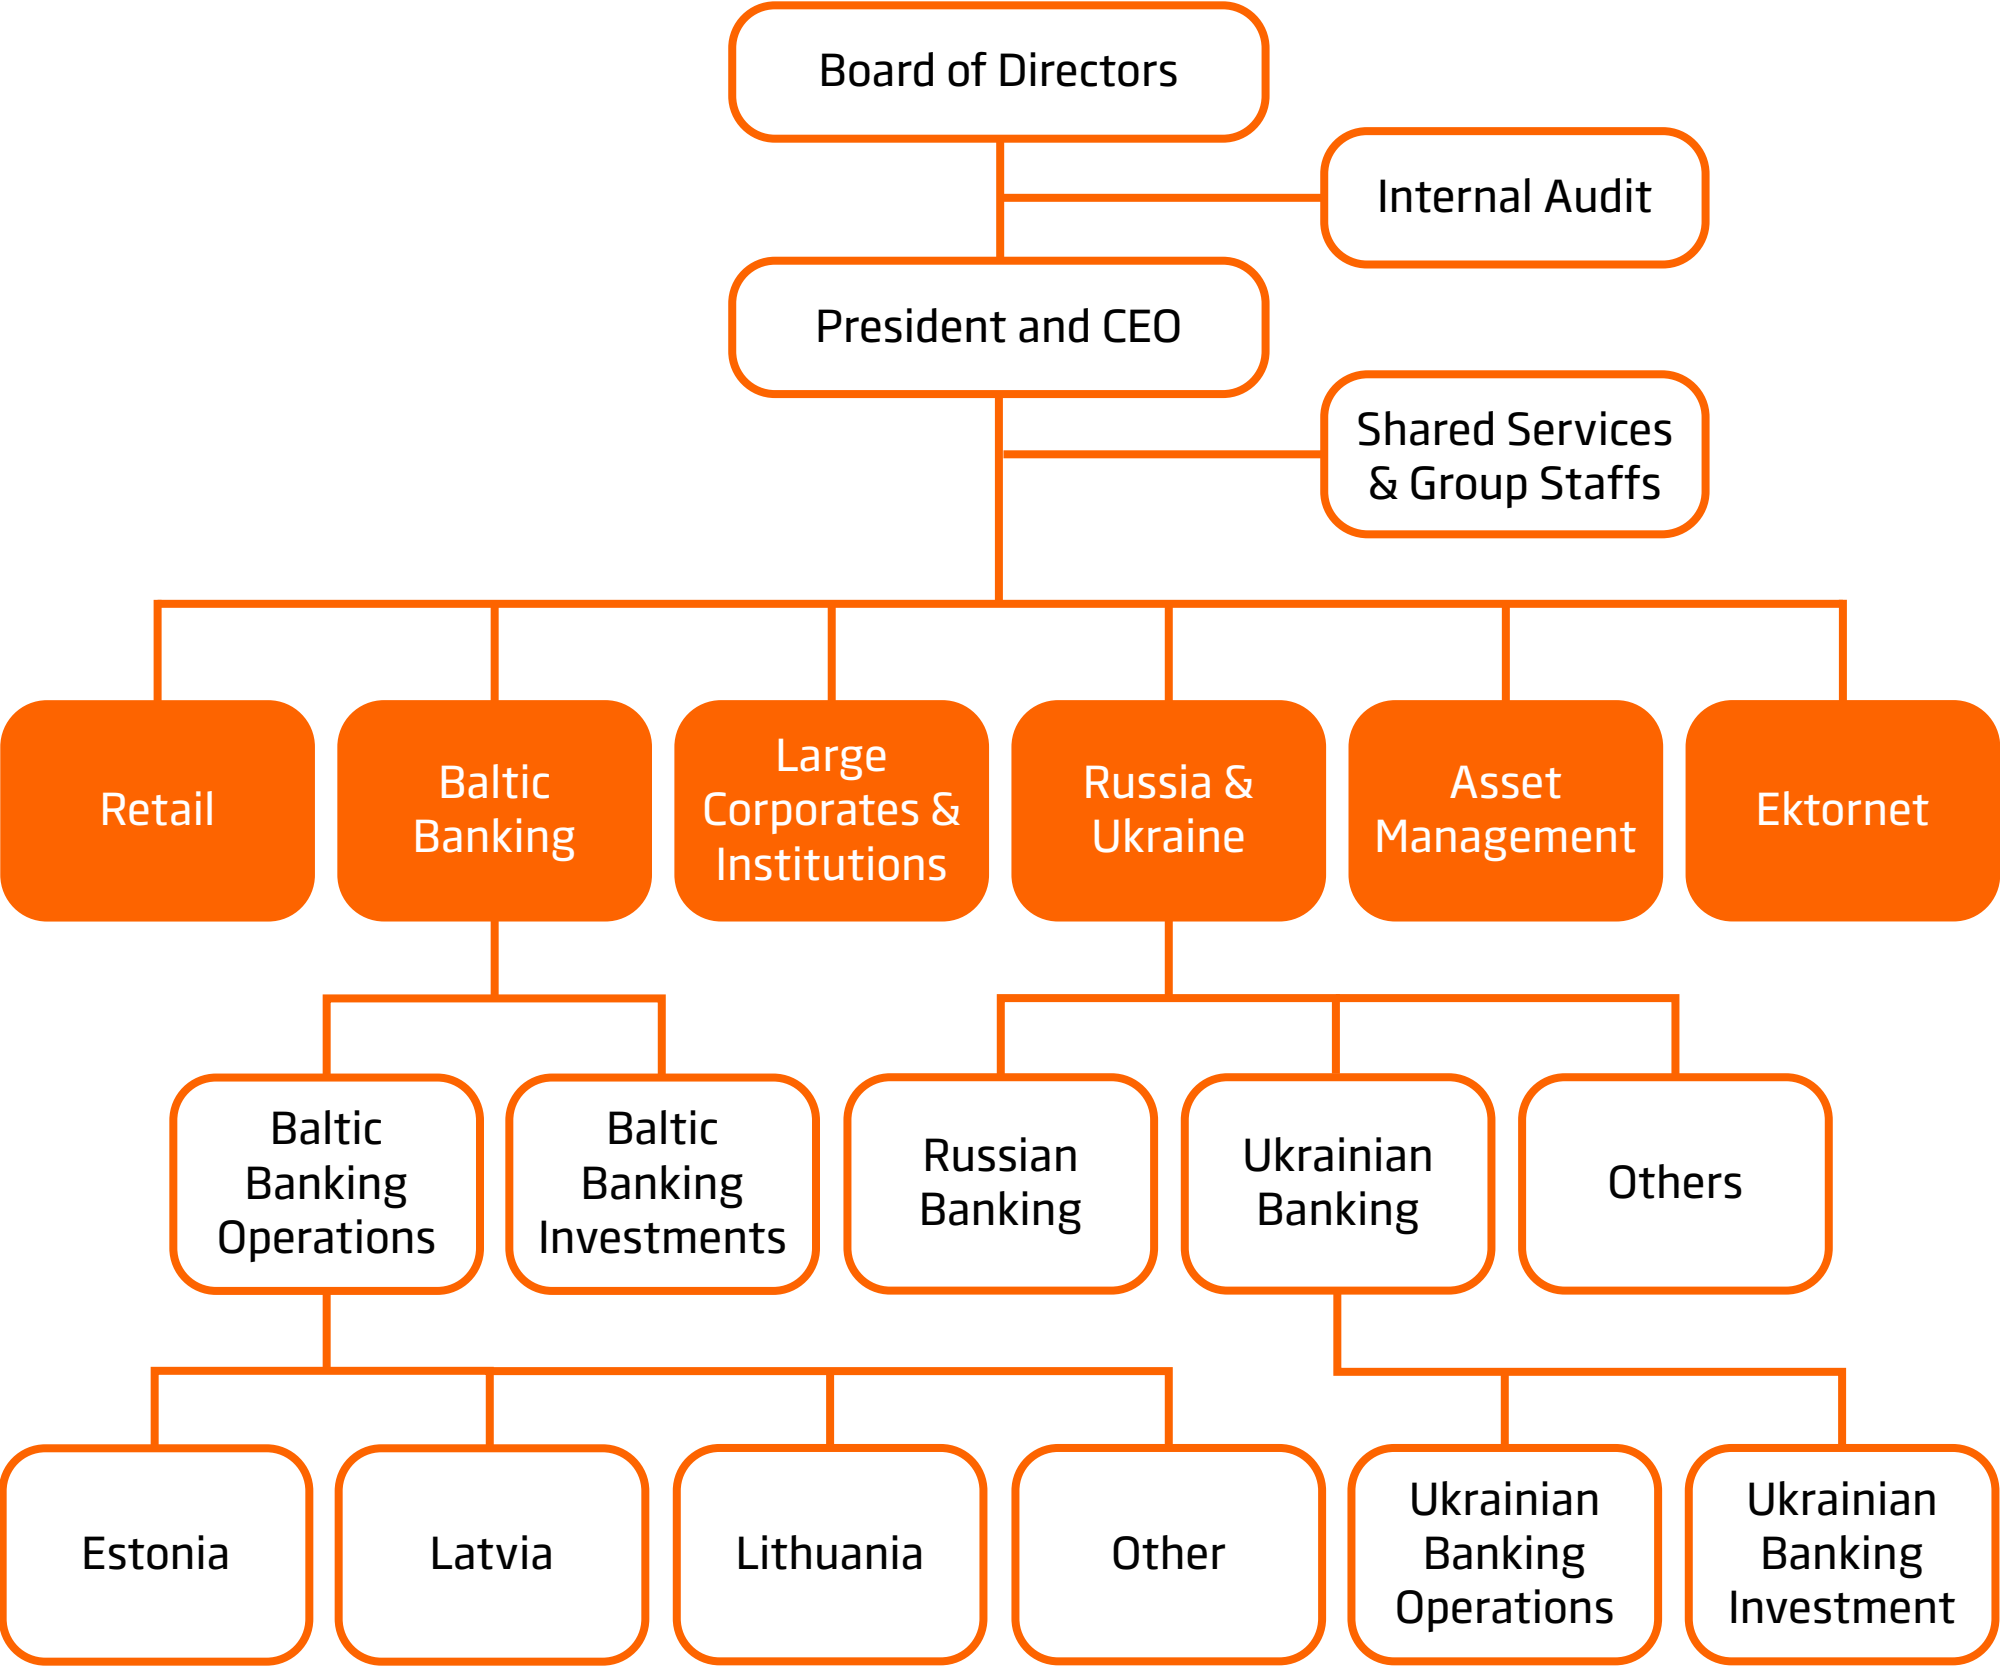 Board of Directors
Internal Audit
President and CEO
Shared Services
& Group Staffs
Retail
Baltic
Banking
Large
Corporates &
Institutions
Russia &
Ukraine
Asset
Management
Ektornet
Baltic
Banking
Operations
Baltic
Banking
Investments
Russian
Banking
Ukrainian
Banking
Others
Estonia
Latvia
Lithuania
Other
Ukrainian
Banking
Operations
Ukrainian
Banking
Investment